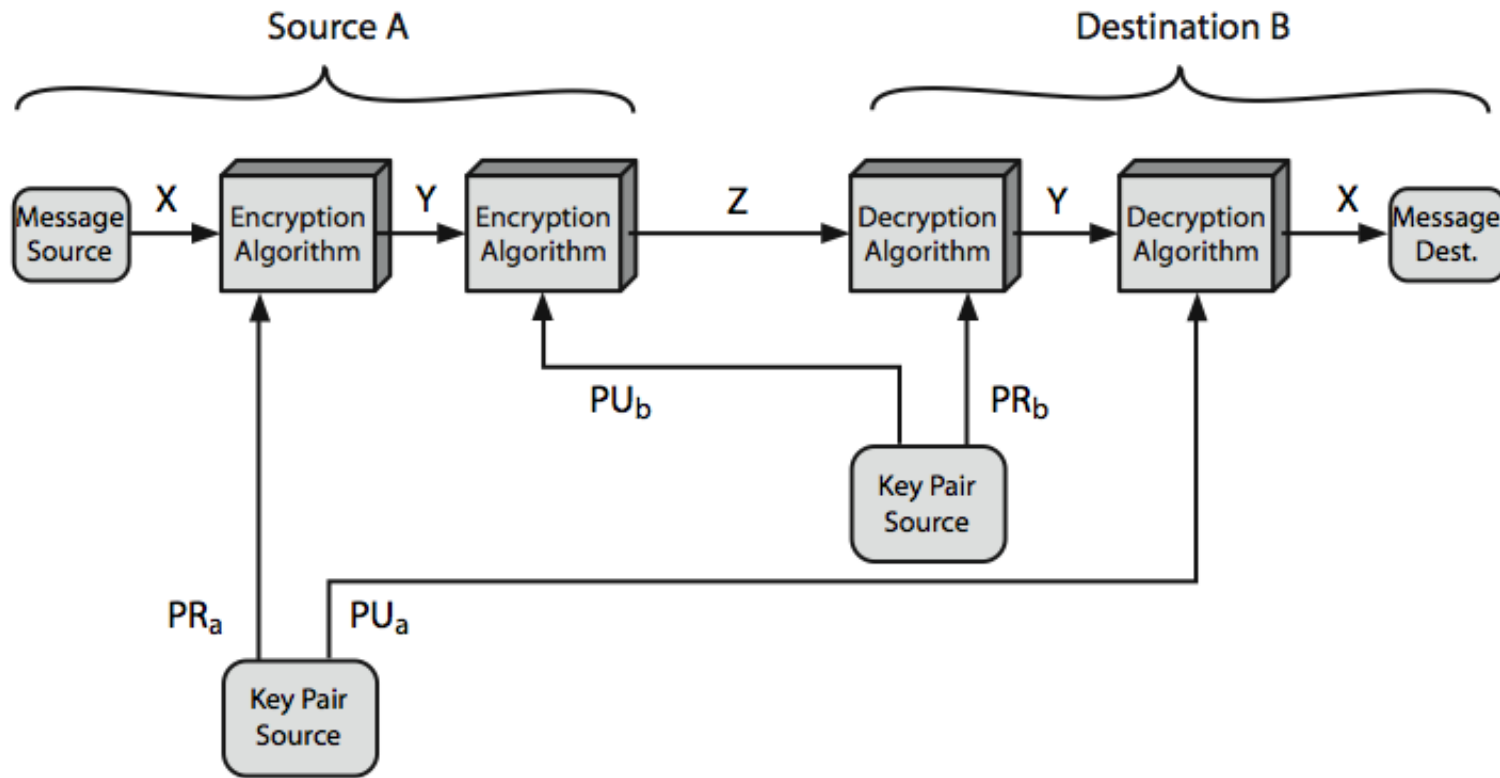 Source A
Destination B
Message
Source
X
Encryption
Algorithm
Y
Encryption
Algorithm
Z
Decryption
Algorithm
Y
Decryption
Algorithm
X
Message
Dest.
PUb
PRb
Key Pair
Source
PRa
PUa
Key Pair
Source